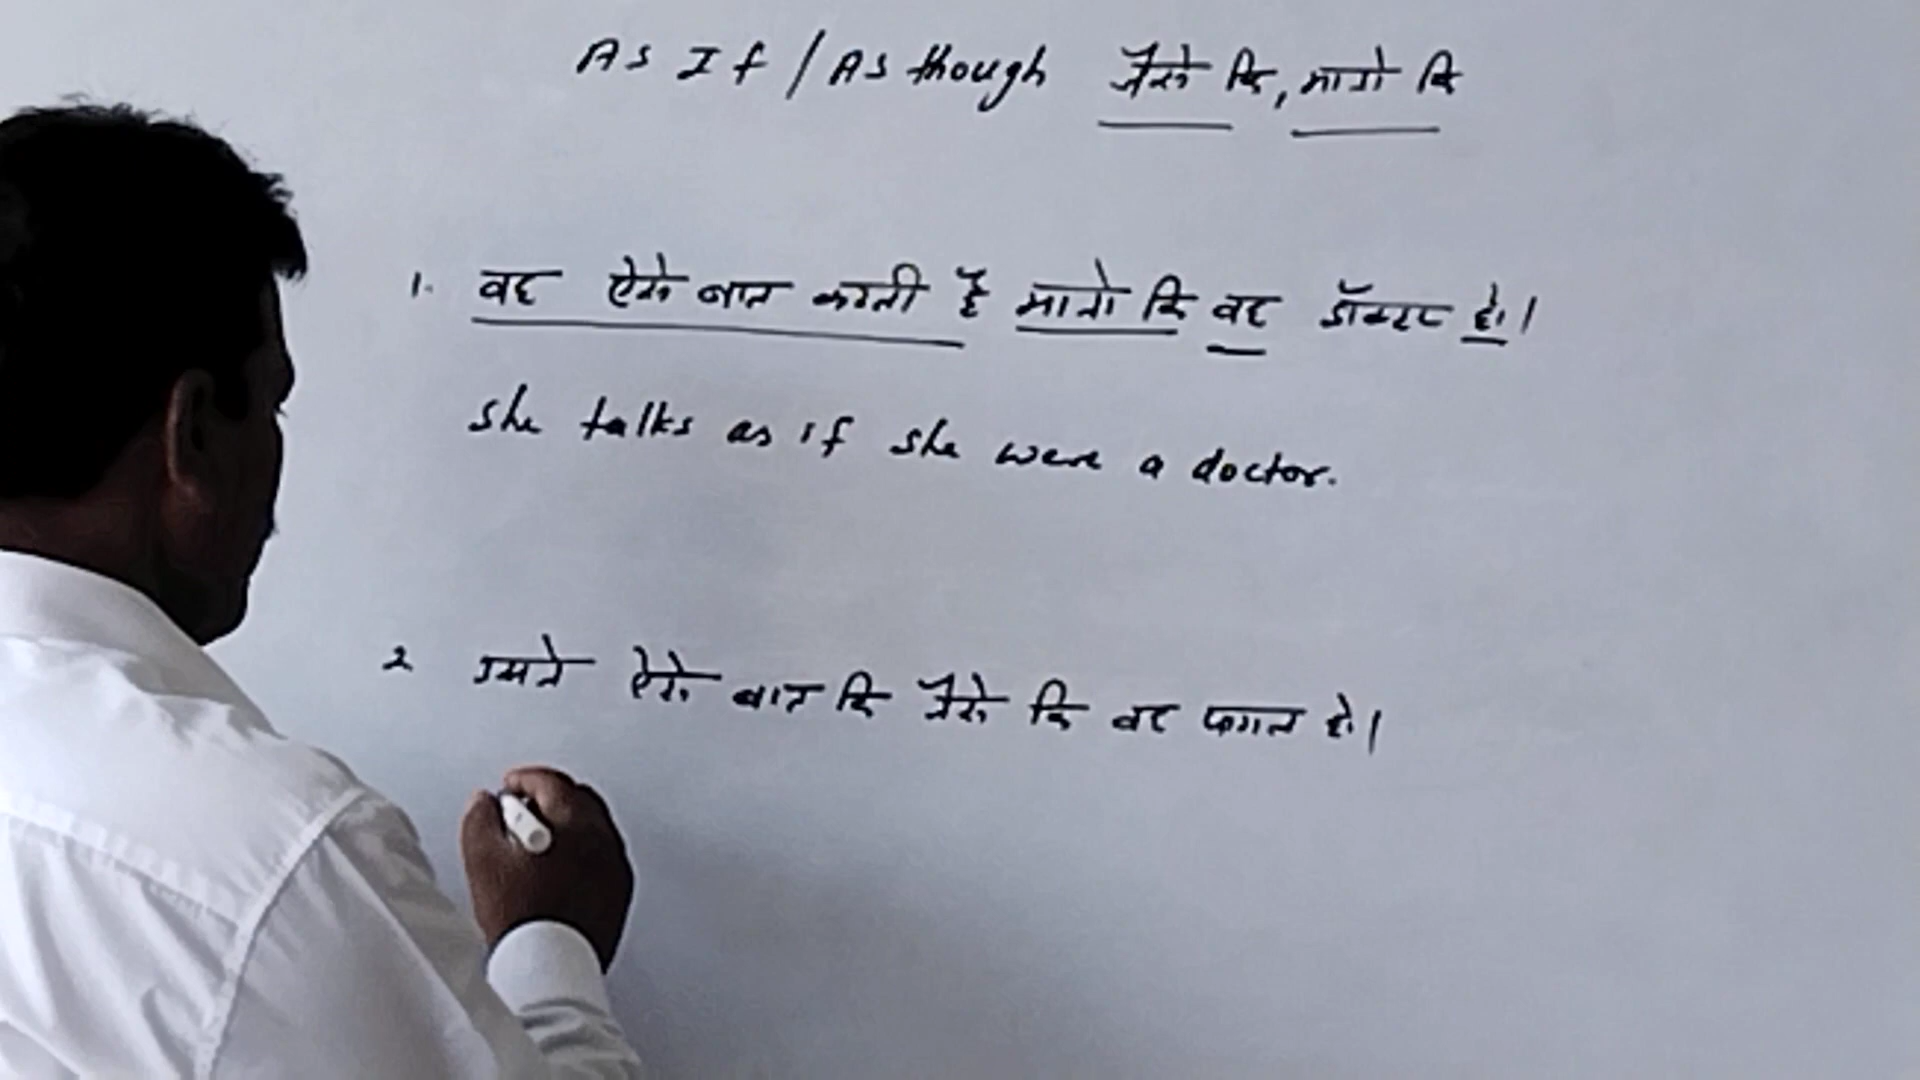 As If / As though जैसे कि, मानो कि
1. वह ऐसे बात करती है मानो कि वह डॉक्टर हो।
she talks as if she were a doctor.
2 उसने ऐसे बात कि जैसे कि वह पागल हो।